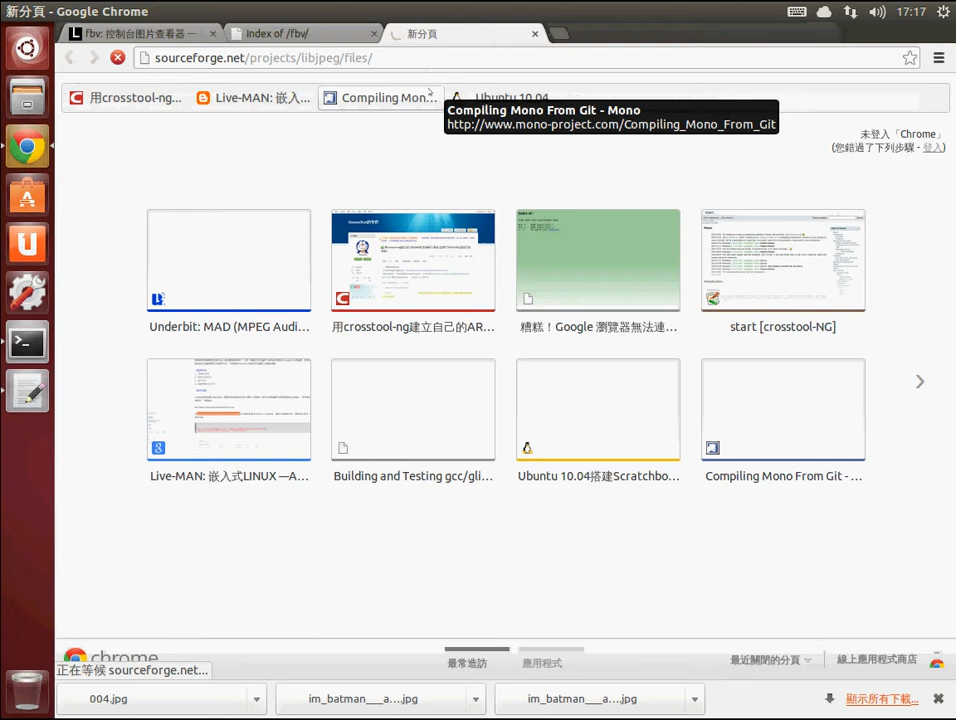 新分頁 - Google Chrome
17:17
fbv: 控制台图片查看器 —
Index of /fbv/
新分頁
sourceforge.net/projects/libjpeg/files/
用crosstool-ng...
Live-MAN: 嵌入...
Compiling Mon...
Ubuntu 10.04
Compiling Mono From Git - Mono
http://www.mono-project.com/Compiling_Mono_From_Git
未登入「Chrome」
(您錯過了下列步驟 - 登入)
Underbit: MAD (MPEG Audi...
用crosstool-ng建立自己的AR...
糟糕！Google 瀏覽器無法連...
start [crosstool-NG]
Live-MAN: 嵌入式LINUX —A...
Building and Testing gcc/gli...
Ubuntu 10.04搭建Scratchbo...
Compiling Mono From Git - ...
chrome
正在等候 sourceforge.net...
最常造訪
應用程式
最近關閉的分頁
線上應用程式商店
004.jpg
im_batman___a....jpg
im_batman___a....jpg
顯示所有下載...